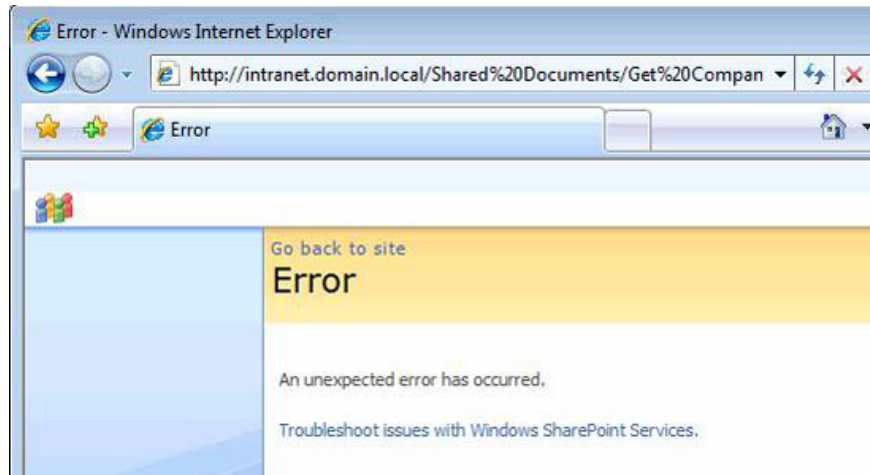 Error - Windows Internet Explorer
http://intranet.domain.local/Shared%20Documents/Get%20Compan
Error
Go back to site
Error
An unexpected error has occurred.
Troubleshoot issues with Windows SharePoint Services.